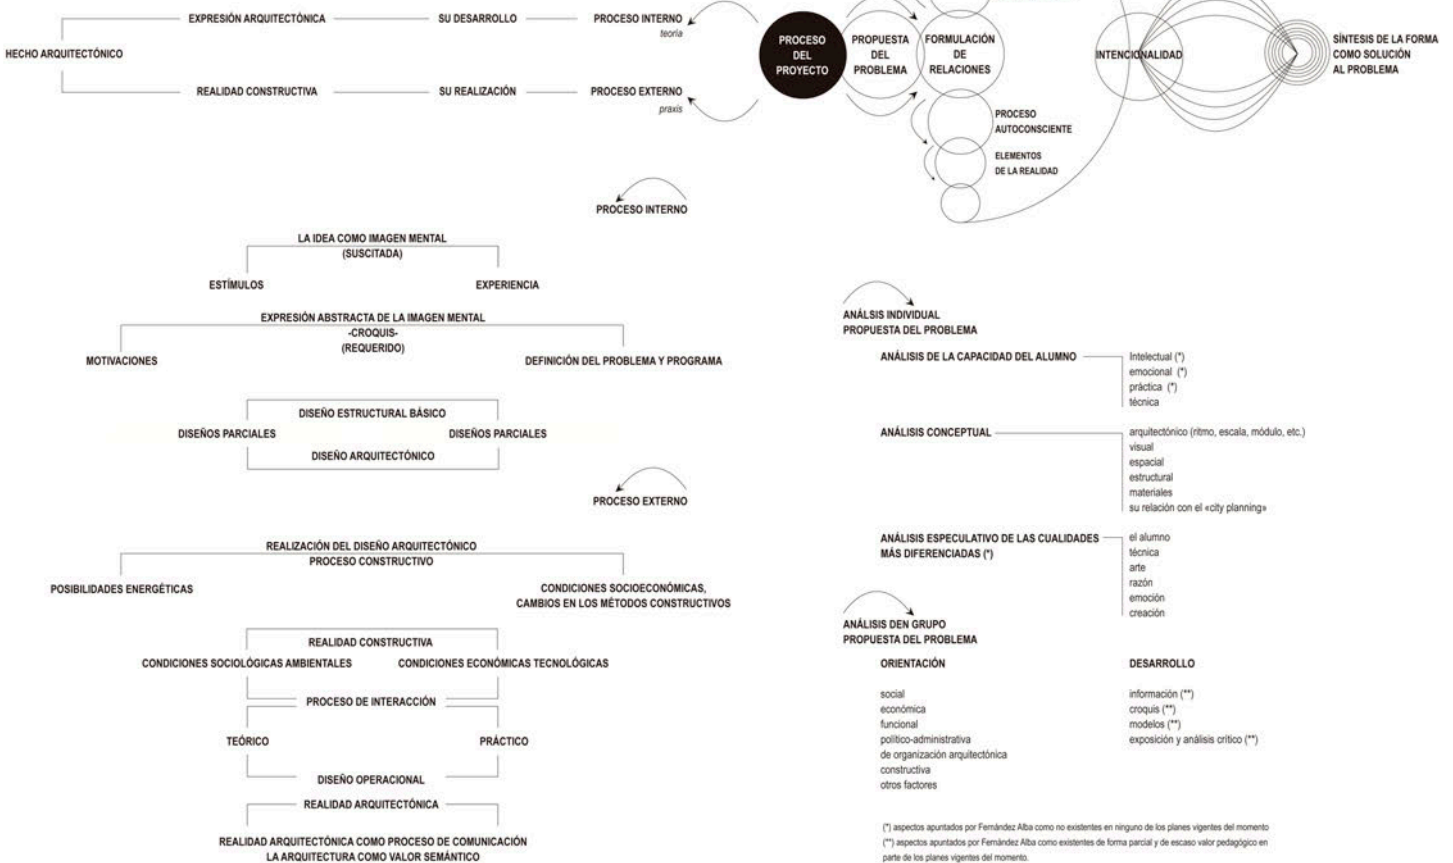 EXPRESIÓN ARQUITECTÓNICA
SU DESARROLLO
PROCESO INTERNO
teoría
HECHO ARQUITECTÓNICO
REALIDAD CONSTRUCTIVA
SU REALIZACIÓN
PROCESO EXTERNO
praxis
PROCESO
DEL
PROYECTO
PROPUESTA
DEL
PROBLEMA
FORMULACIÓN
DE
RELACIONES
INTENCIONALIDAD
SÍNTESIS DE LA FORMA
COMO SOLUCIÓN
AL PROBLEMA
PROCESO
AUTOCONSCIENTE
ELEMENTOS
DE LA REALIDAD
PROCESO INTERNO
LA IDEA COMO IMAGEN MENTAL
(SUSCITADA)
ESTÍMULOS
EXPERIENCIA
EXPRESIÓN ABSTRACTA DE LA IMAGEN MENTAL
-CROQUIS-
(REQUERIDO)
MOTIVACIONES
DEFINICIÓN DEL PROBLEMA Y PROGRAMA
DISEÑO ESTRUCTURAL BÁSICO
DISEÑOS PARCIALES
DISEÑOS PARCIALES
DISEÑO ARQUITECTÓNICO
PROCESO EXTERNO
REALIZACIÓN DEL DISEÑO ARQUITECTÓNICO
PROCESO CONSTRUCTIVO
POSIBILIDADES ENERGÉTICAS
CONDICIONES SOCIOECONÓMICAS,
CAMBIOS EN LOS MÉTODOS CONSTRUCTIVOS
REALIDAD CONSTRUCTIVA
CONDICIONES SOCIOLÓGICAS AMBIENTALES
CONDICIONES ECONÓMICAS TECNOLÓGICAS
PROCESO DE INTERACCIÓN
TEÓRICO
PRÁCTICO
DISEÑO OPERACIONAL
REALIDAD ARQUITECTÓNICA
REALIDAD ARQUITECTÓNICA COMO PROCESO DE COMUNICACIÓN
LA ARQUITECTURA COMO VALOR SEMÁNTICO
ANÁLSIS INDIVIDUAL
PROPUESTA DEL PROBLEMA
ANÁLISIS DE LA CAPACIDAD DEL ALUMNO
Intelectual (*)
emocional (*)
práctica (*)
técnica
ANÁLISIS CONCEPTUAL
arquitectónico (ritmo, escala, módulo, etc.)
visual
espacial
estructural
materiales
su relación con el «city planning»
ANÁLISIS ESPECULATIVO DE LAS CUALIDADES
MÁS DIFERENCIADAS (*)
el alumno
técnica
arte
razón
emoción
creación
ANÁLISIS DEN GRUPO
PROPUESTA DEL PROBLEMA
ORIENTACIÓN
social
económica
funcional
político-administrativa
de organización arquitectónica
constructiva
otros factores
DESARROLLO
información (**)
croquis (**)
modelos (**)
exposición y análisis crítico (**)
(*) aspectos apuntados por Fernández Alba como no existentes en ninguno de los planes vigentes del momento
(**) aspectos apuntados por Fernández Alba como existentes de forma parcial y de escaso valor pedagógico en
parte de los planes vigentes del momento.